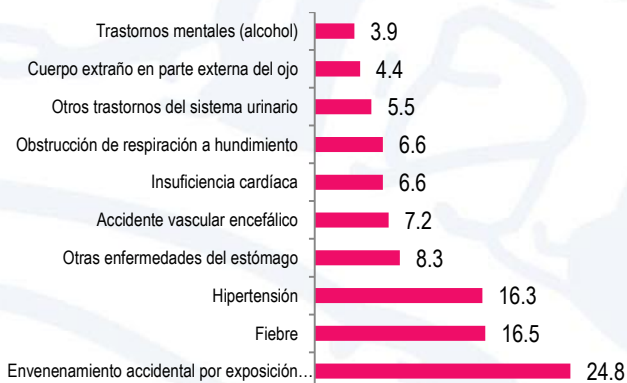 Trastornos mentales (alcohol) 3.9
Cuerpo extraño en parte externa del ojo 4.4
Otros trastornos del sistema urinario 5.5
Obstrucción de respiración a hundimiento 6.6
Insuficiencia cardíaca 6.6
Accidente vascular encefálico 7.2
Otras enfermedades del estómago 8.3
Hipertensión 16.3
Fiebre 16.5
Envenenamiento accidental por exposición... 24.8